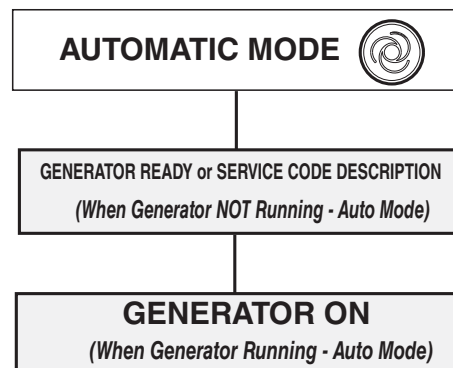 AUTOMATIC MODE
GENERATOR READY or SERVICE CODE DESCRIPTION
(When Generator NOT Running - Auto Mode)
GENERATOR ON
(When Generator Running - Auto Mode)